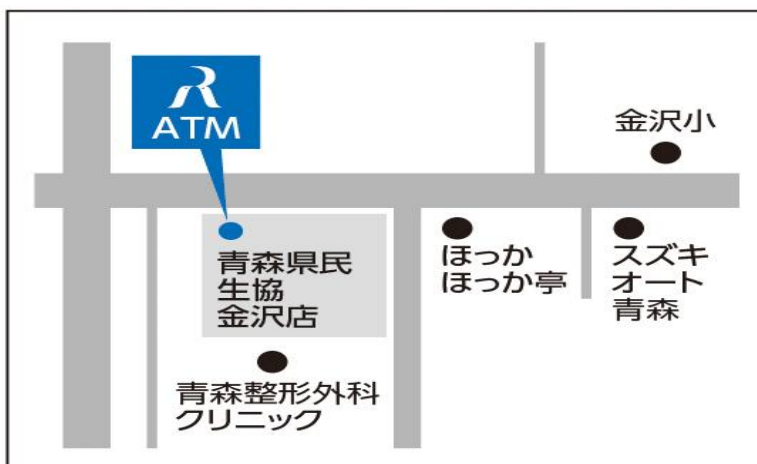 ATM
金沢小
青森県民
生協
金沢店
ほっか
ほっか亭
スズキ
オート
青森
青森整形外科
クリニック